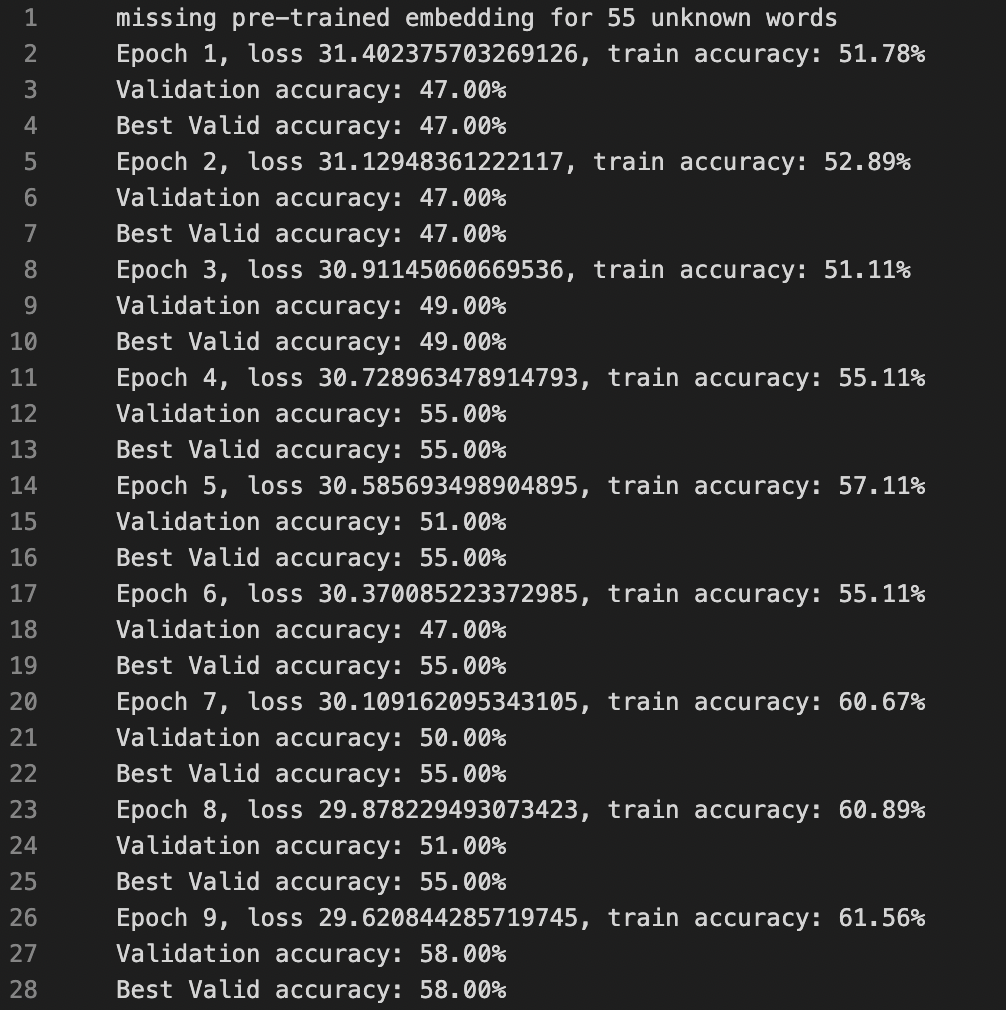 1 missing pre-trained embedding for 55 unknown words
2 Epoch 1, loss 31.402375703269126, train accuracy: 51.78%
3 Validation accuracy: 47.00%
4 Best Valid accuracy: 47.00%
5 Epoch 2, loss 31.12948361222117, train accuracy: 52.89%
6 Validation accuracy: 47.00%
7 Best Valid accuracy: 47.00%
8 Epoch 3, loss 30.91145060669536, train accuracy: 51.11%
9 Validation accuracy: 49.00%
10 Best Valid accuracy: 49.00%
11 Epoch 4, loss 30.728963478914793, train accuracy: 55.11%
12 Validation accuracy: 55.00%
13 Best Valid accuracy: 55.00%
14 Epoch 5, loss 30.585693498904895, train accuracy: 57.11%
15 Validation accuracy: 51.00%
16 Best Valid accuracy: 55.00%
17 Epoch 6, loss 30.370085223372985, train accuracy: 55.11%
18 Validation accuracy: 47.00%
19 Best Valid accuracy: 55.00%
20 Epoch 7, loss 30.109162095343105, train accuracy: 60.67%
21 Validation accuracy: 50.00%
22 Best Valid accuracy: 55.00%
23 Epoch 8, loss 29.878229493073423, train accuracy: 60.89%
24 Validation accuracy: 51.00%
25 Best Valid accuracy: 55.00%
26 Epoch 9, loss 29.620844285719745, train accuracy: 61.56%
27 Validation accuracy: 58.00%
28 Best Valid accuracy: 58.00%